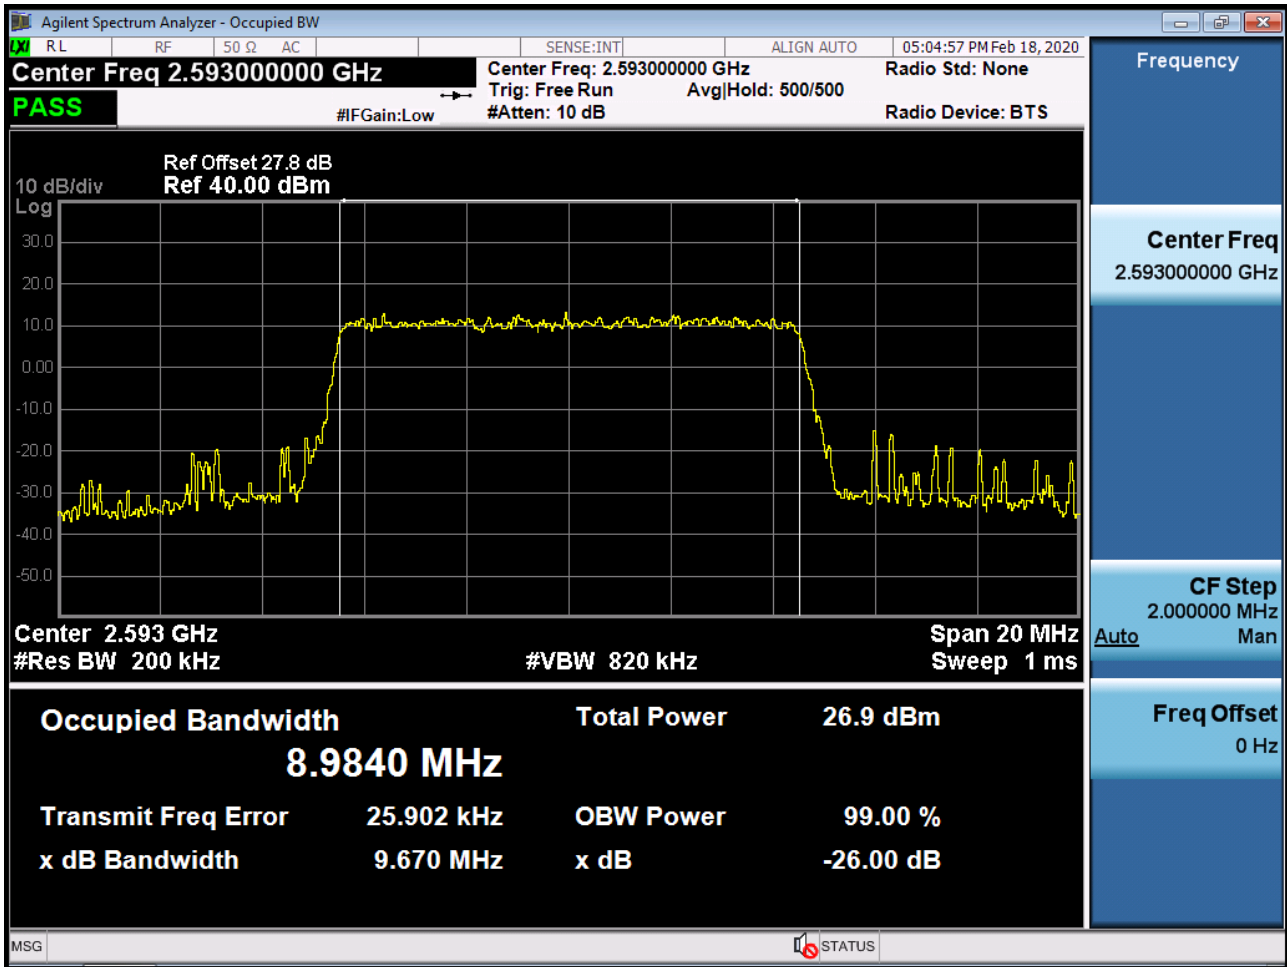 Agilent Spectrum Analyzer - Occupied BW
LXI RL RF 50 Ω AC SENSE:INT ALIGN AUTO 05:04:57 PM Feb 18, 2020
Center Freq 2.593000000 GHz
Center Freq: 2.593000000 GHz
Radio Std: None
Trig: Free Run Avg|Hold: 500/500
PASS
#IFGain:Low
#Atten: 10 dB
Radio Device: BTS
Ref Offset 27.8 dB
10 dB/div Ref 40.00 dBm
Log
30.0
20.0
10.0
0.00
-10.0
-20.0
-30.0
-40.0
-50.0
Center 2.593 GHz Span 20 MHz
#Res BW 200 kHz #VBW 820 kHz Sweep 1 ms
Occupied Bandwidth Total Power 26.9 dBm
8.9840 MHz
Transmit Freq Error 25.902 kHz OBW Power 99.00 %
x dB Bandwidth 9.670 MHz x dB -26.00 dB
MSG STATUS
Frequency
Center Freq
2.593000000 GHz
CF Step
2.000000 MHz
Auto Man
Freq Offset
0 Hz